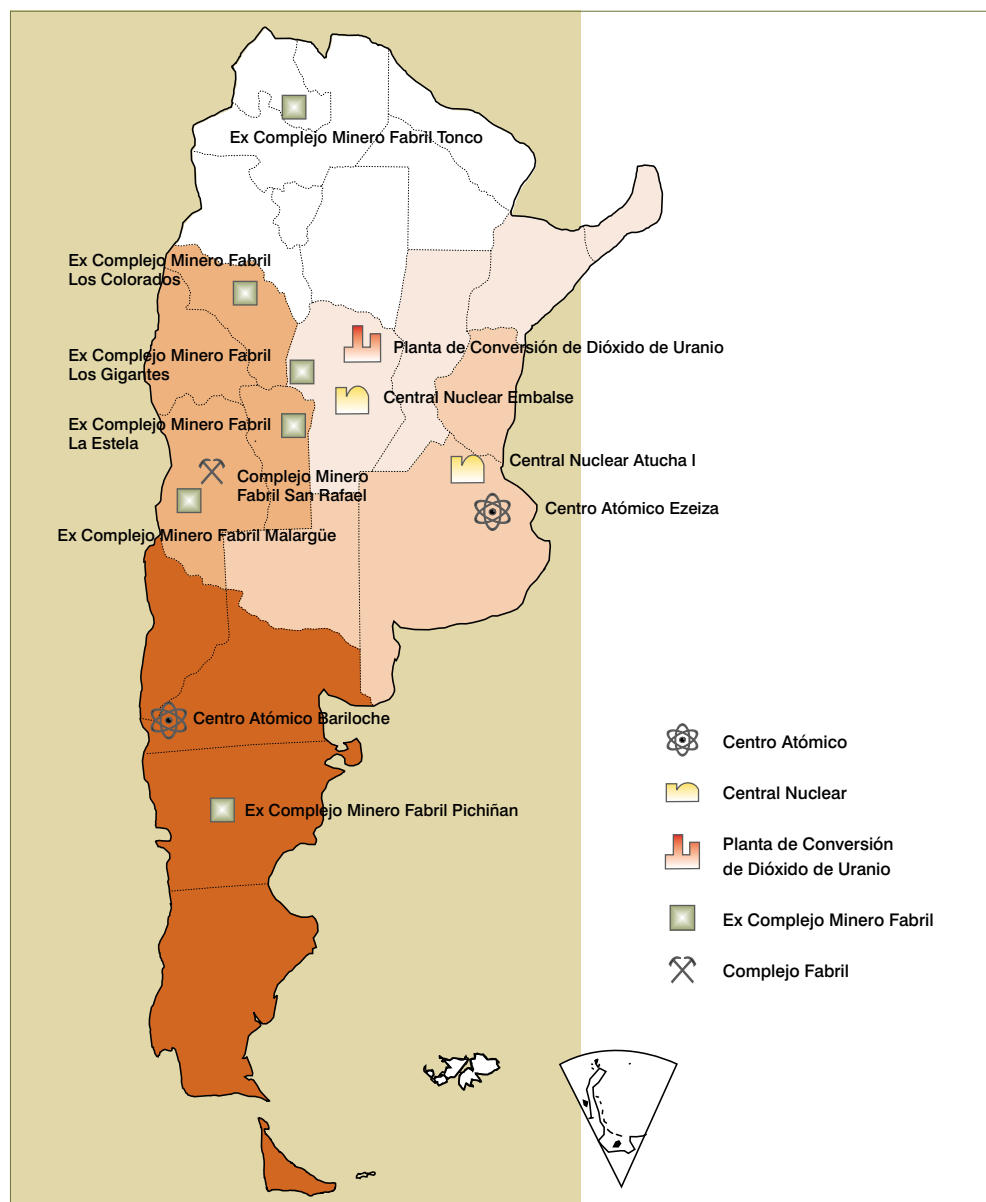 Ex Complejo Minero Fabril Tonco
Ex Complejo Minero Fabril
Los Colorados
Planta de Conversión de Dióxido de Uranio
Ex Complejo Minero Fabril
Los Gigantes
Central Nuclear Embalse
Ex Complejo Minero Fabril
La Estela
Central Nuclear Atucha I
Complejo Minero
Fabril San Rafael
Centro Atómico Ezeiza
Ex Complejo Minero Fabril Malargüe
Centro Atómico Bariloche
Ex Complejo Minero Fabril Pichiñan
Centro Atómico
Central Nuclear
Planta de Conversión
de Dióxido de Uranio
Ex Complejo Minero Fabril
Complejo Fabril